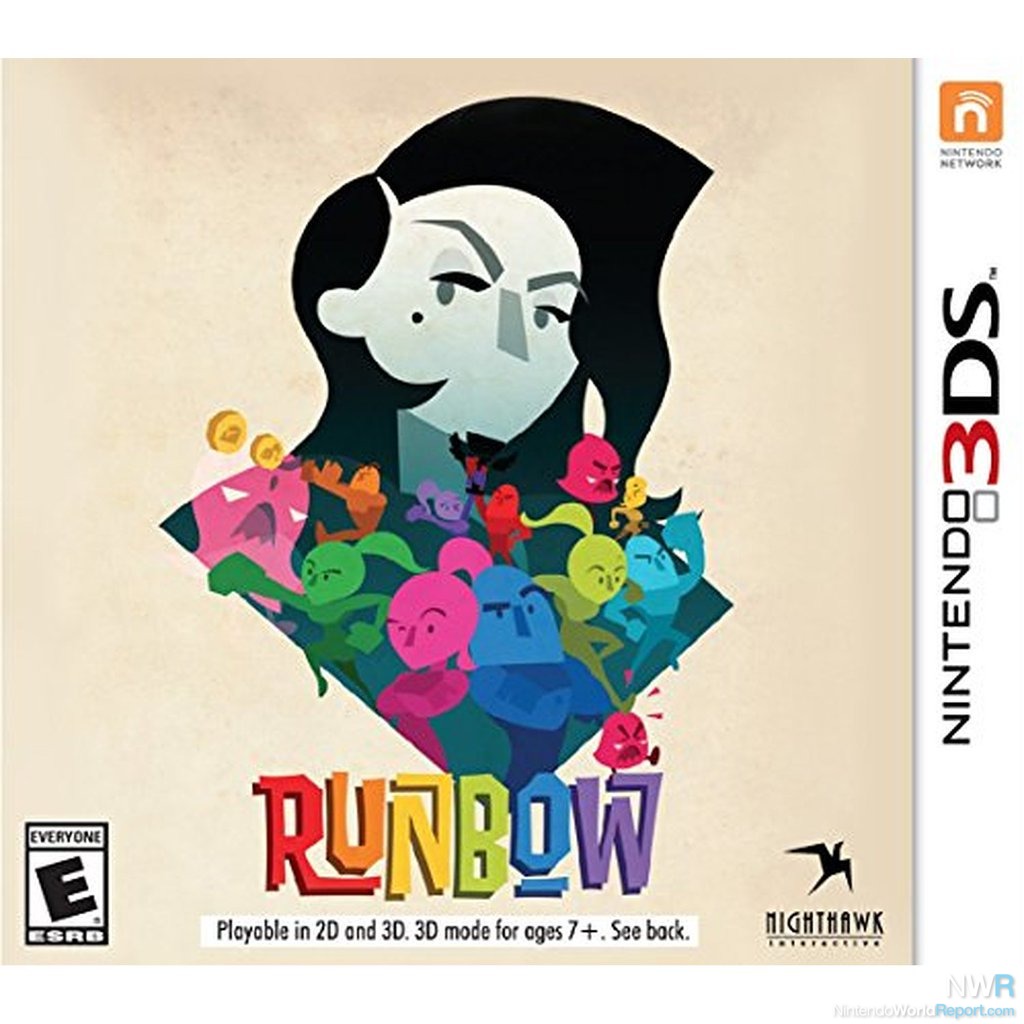 NINTENDO
NETWORK
NINTENDO 3DS™
RUNBOW
EVERYONE
E
ESRB
Playable in 2D and 3D. 3D mode for ages 7+. See back.
NIGHTHAWK
interactive
NWR
NintendoWorldReport.com